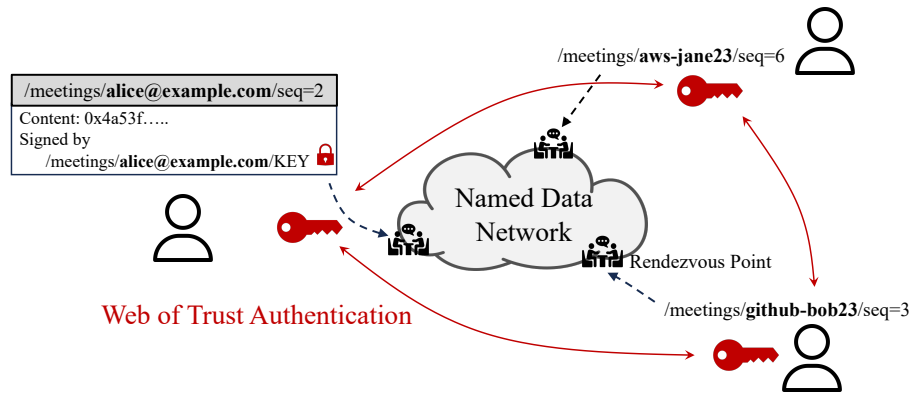 /meetings/aws-jane23/seq=6
/meetings/alice@example.com/seq=2
Content: 0x4a53f…..
Signed by
/meetings/alice@example.com/KEY
Named Data
Network
Rendezvous Point
/meetings/github-bob23/seq=3
Web of Trust Authentication